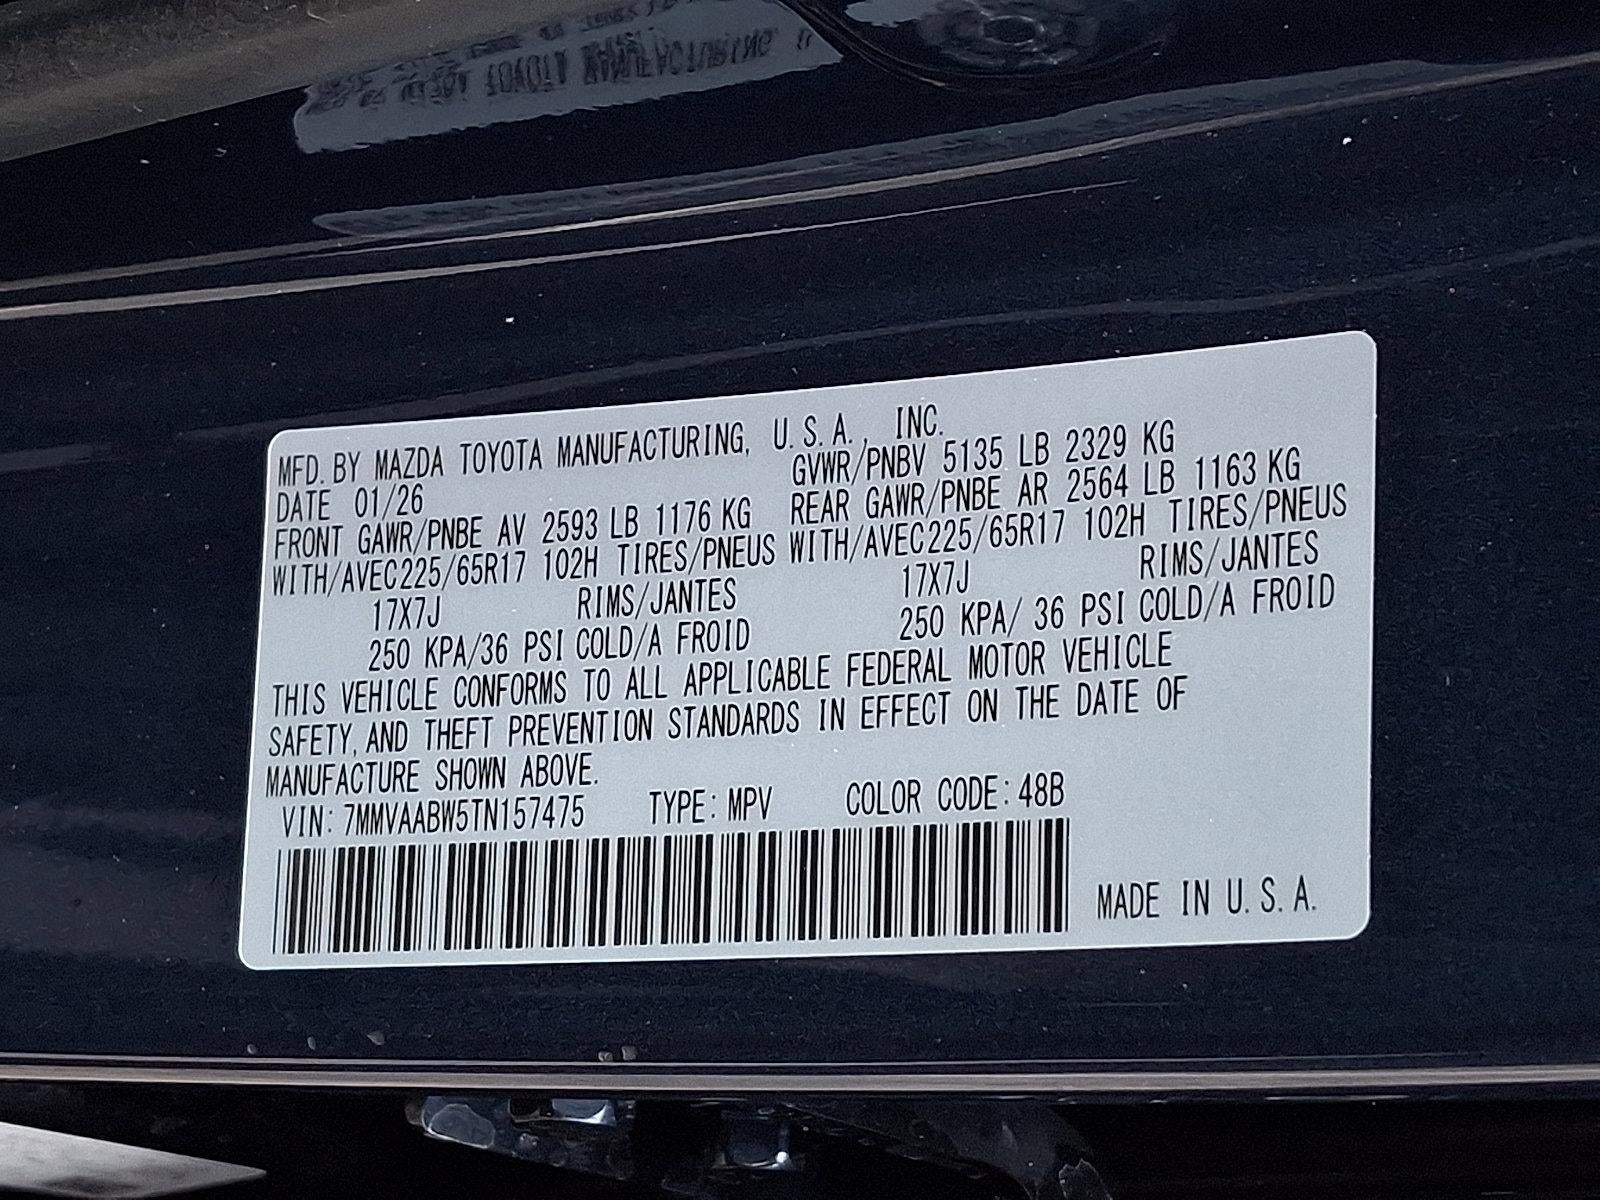 MFD. BY MAZDA TOYOTA MANUFACTURING, U.S.A., INC.
DATE 01/26 GVWR/PNBV 5135 LB 2329 KG
FRONT GAWR/PNBE AV 2593 LB 1176 KG REAR GAWR/PNBE AR 2564 LB 1163 KG
WITH/AVEC225/65R17 102H TIRES/PNEUS WITH/AVEC225/65R17 102H TIRES/PNEUS
17X7J RIMS/JANTES 17X7J RIMS/JANTES
250 KPA/36 PSI COLD/A FROID 250 KPA/ 36 PSI COLD/A FROID
THIS VEHICLE CONFORMS TO ALL APPLICABLE FEDERAL MOTOR VEHICLE
SAFETY, AND THEFT PREVENTION STANDARDS IN EFFECT ON THE DATE OF
MANUFACTURE SHOWN ABOVE.
VIN: 7MMVAABW5TN157475 TYPE: MPV COLOR CODE: 48B
MADE IN U.S.A.